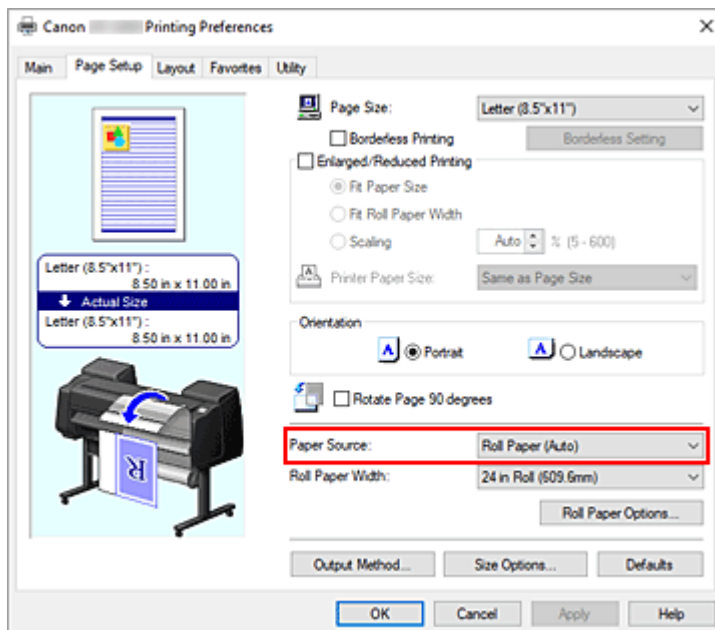 Canon Printing Preferences
Main Page Setup Layout Favorites Utility
Page Size: Letter (8.5"x11")
Borderless Printing Borderless Setting
Enlarged/Reduced Printing
Fit Paper Size
Fit Roll Paper Width
Scaling Auto % (5 - 600)
Printer Paper Size: Same as Page Size
Letter (8.5"x11") :
8.50 in x 11.00 in
Actual Size
Letter (8.5"x11") :
8.50 in x 11.00 in
Orientation
A Portrait A Landscape
Rotate Page 90 degrees
R
Paper Source: Roll Paper (Auto)
Roll Paper Width: 24 in Roll (609.6mm)
Roll Paper Options...
Output Method... Size Options... Defaults
OK Cancel Apply Help